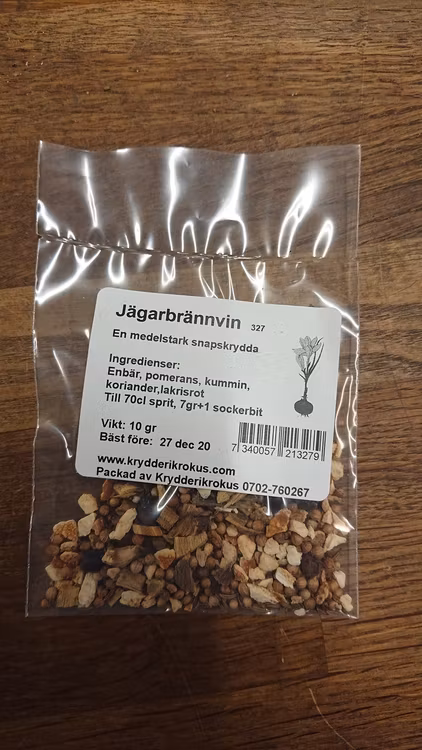 Jägarbrännvin 327
En medelstark snapskrydda
Ingredienser:
Enbär, pomerans, kummin,
koriander,lakrisrot
Till 70cl sprit, 7gr+1 sockerbit
Vikt: 10 gr
Bäst före: 27 dec 20
7 340057 213279
www.krydderikrokus.com
Packad av Krydderikrokus 0702-760267